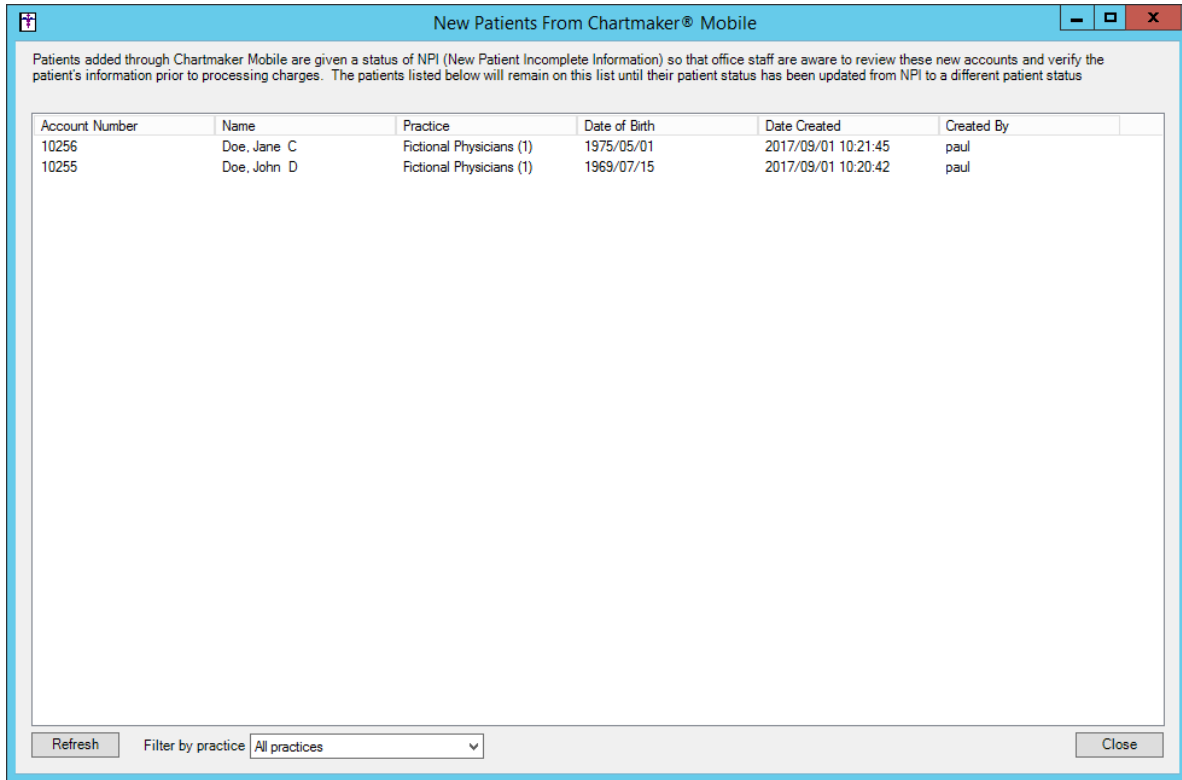 New Patients From Chartmaker® Mobile
Patients added through Chartmaker Mobile are given a status of NPI (New Patient Incomplete Information) so that office staff are aware to review these new accounts and verify the
patient's information prior to processing charges.  The patients listed below will remain on this list until their patient status has been updated from NPI to a different patient status
Account Number Name Practice Date of Birth Date Created Created By
10256 Doe, Jane  C Fictional Physicians (1) 1975/05/01 2017/09/01 10:21:45 paul
10255 Doe, John  D Fictional Physicians (1) 1969/07/15 2017/09/01 10:20:42 paul
Refresh Filter by practice All practices Close